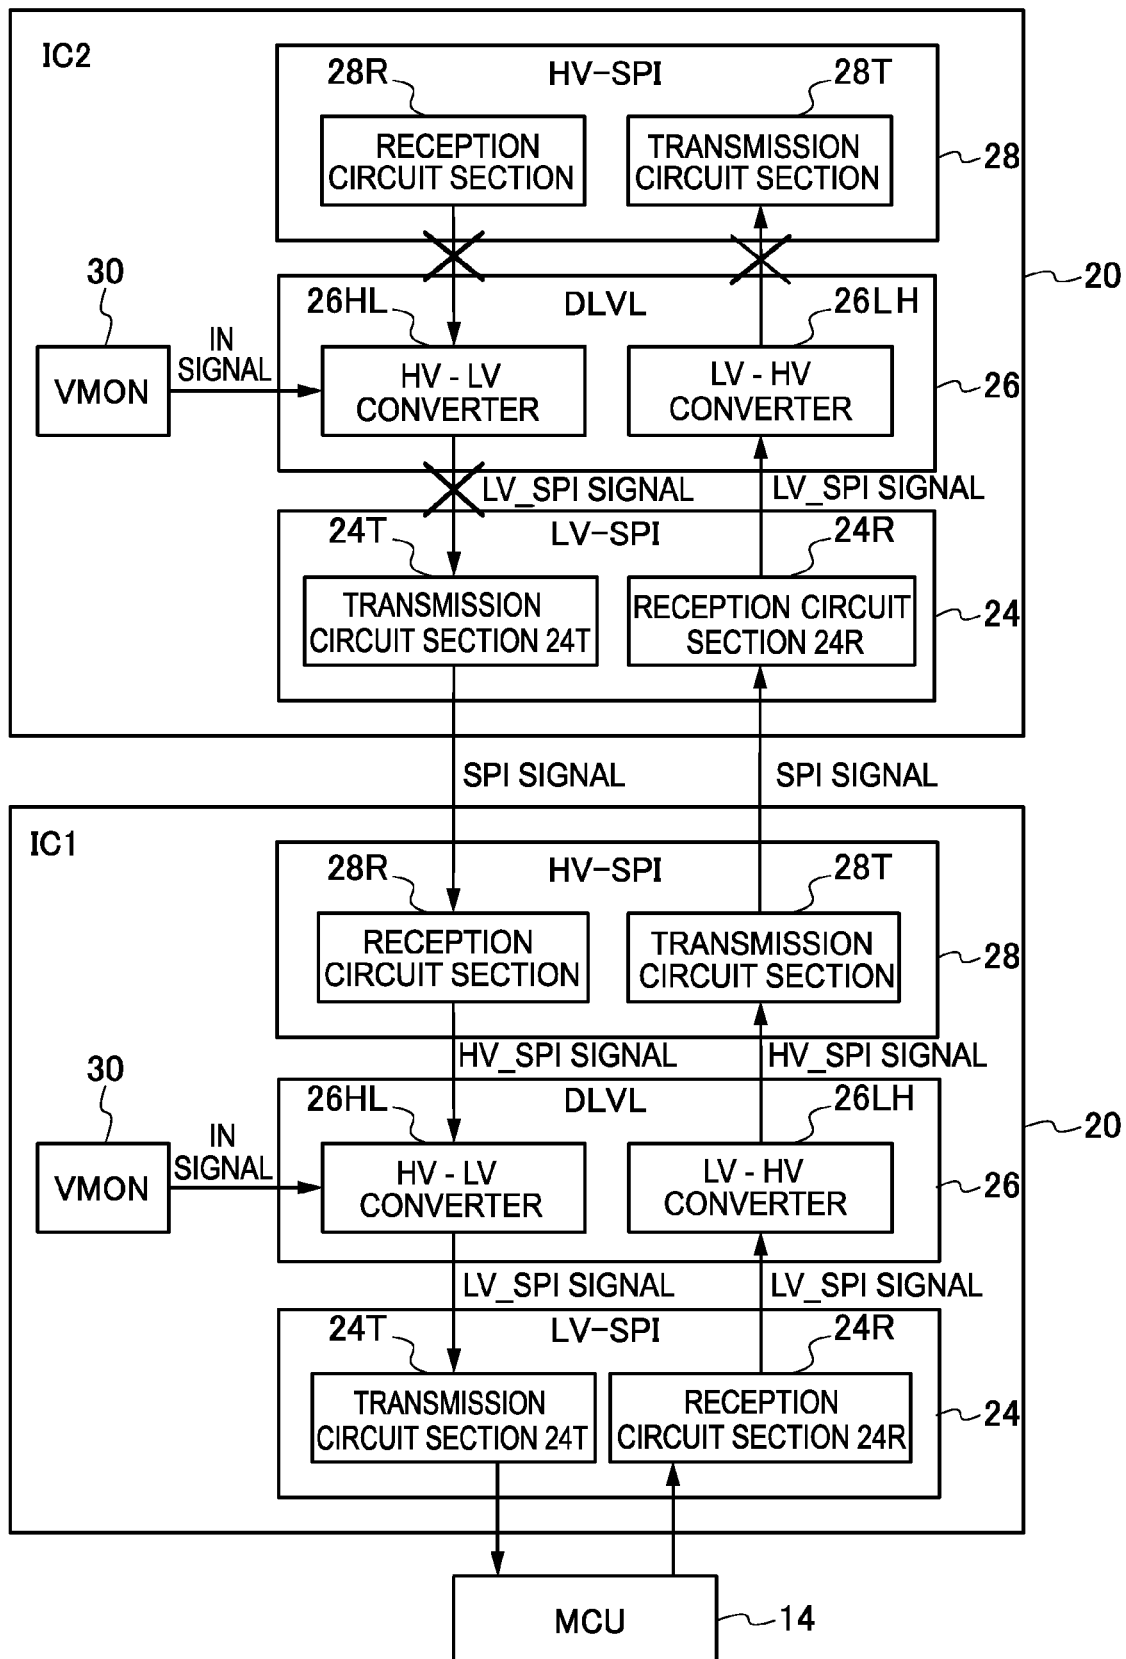 IC2
28R
HV-SPI
28T
RECEPTION
CIRCUIT SECTION
TRANSMISSION
CIRCUIT SECTION
28
30
26HL
DLVL
26LH
20
IN
SIGNAL
VMON
HV - LV
CONVERTER
LV - HV
CONVERTER
26
LV_SPI SIGNAL
LV_SPI SIGNAL
24T
LV-SPI
24R
TRANSMISSION
CIRCUIT SECTION 24T
RECEPTION CIRCUIT
SECTION 24R
24
SPI SIGNAL
SPI SIGNAL
IC1
28R
HV-SPI
28T
RECEPTION
CIRCUIT SECTION
TRANSMISSION
CIRCUIT SECTION
28
HV_SPI SIGNAL
HV_SPI SIGNAL
30
26HL
DLVL
26LH
20
IN
SIGNAL
VMON
HV - LV
CONVERTER
LV - HV
CONVERTER
26
LV_SPI SIGNAL
LV_SPI SIGNAL
24T
LV-SPI
24R
TRANSMISSION
CIRCUIT SECTION 24T
RECEPTION
CIRCUIT SECTION 24R
24
MCU
14